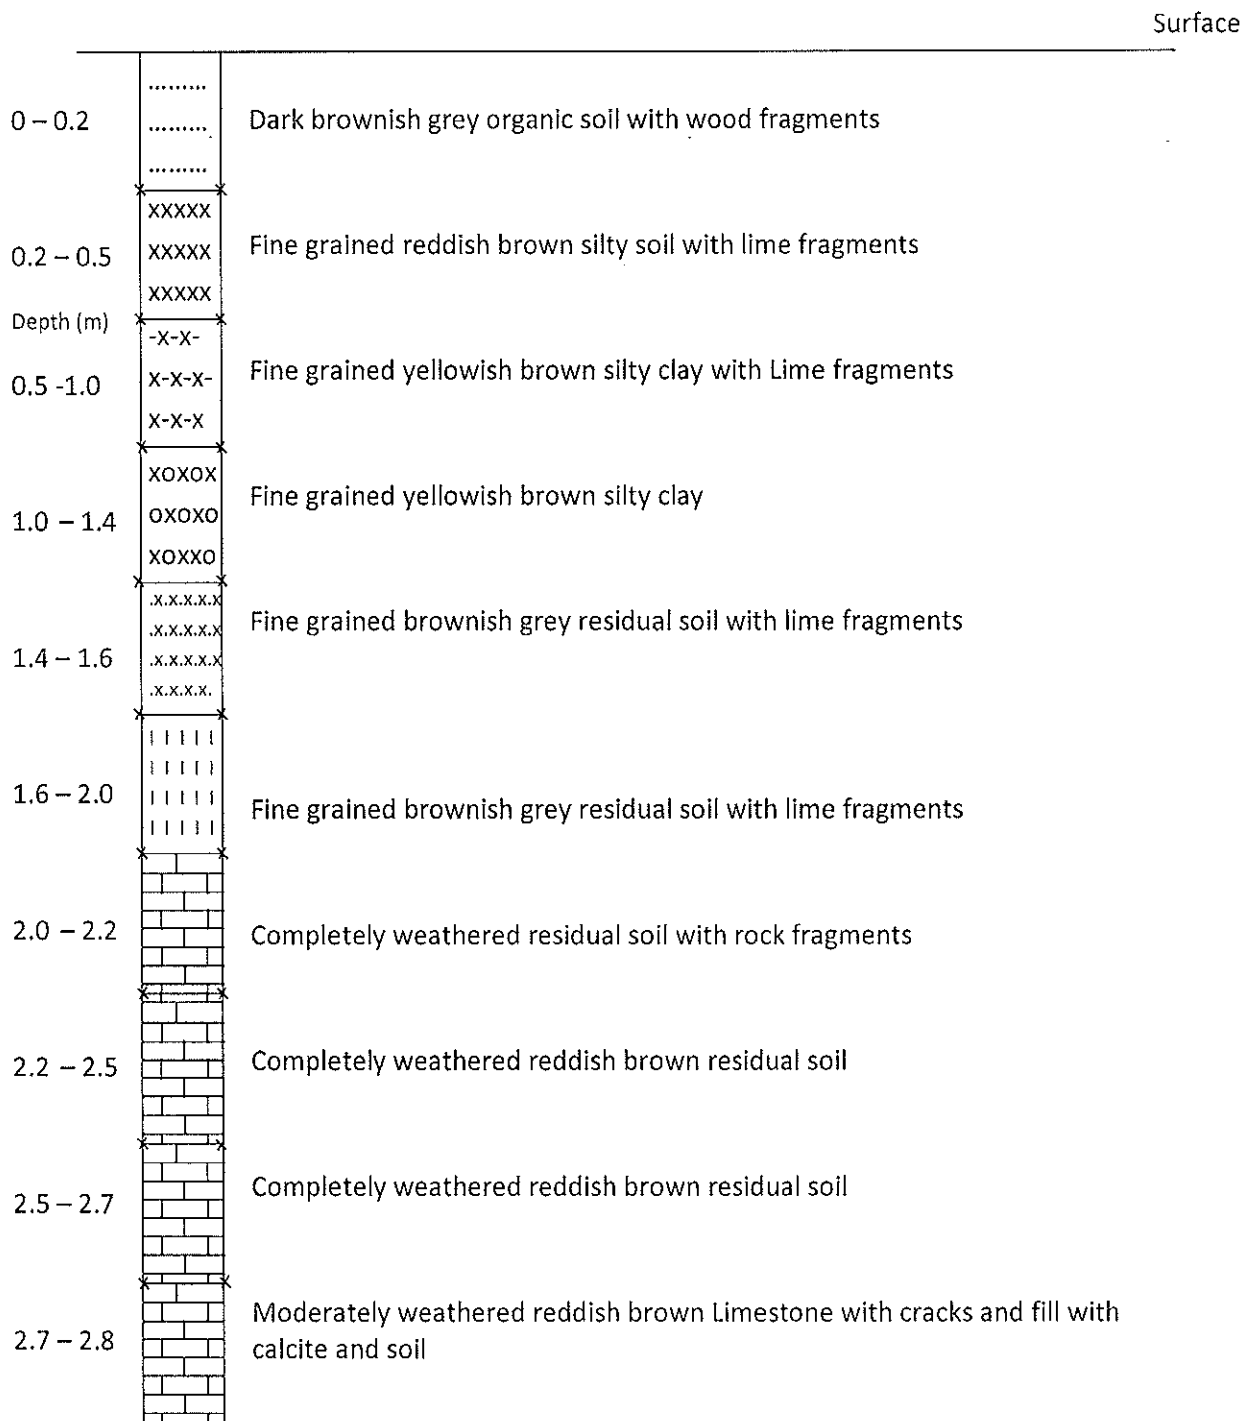 Surface
.........
0 – 0.2 ......... Dark brownish grey organic soil with wood fragments
.........
XXXXX
0.2 – 0.5 XXXXX Fine grained reddish brown silty soil with lime fragments
XXXXX
Depth (m)
-X-X-
0.5 -1.0 X-X-X- Fine grained yellowish brown silty clay with Lime fragments
X-X-X
XOXOX
1.0 – 1.4 OXOXO Fine grained yellowish brown silty clay
XOXXO
.x.x.x.x.x
.x.x.x.x.x Fine grained brownish grey residual soil with lime fragments
1.4 – 1.6 .x.x.x.x.x
.x.x.x.x.
I I I I I
I I I I I
1.6 – 2.0 I I I I I Fine grained brownish grey residual soil with lime fragments
I I I I I
2.0 – 2.2 Completely weathered residual soil with rock fragments
2.2 – 2.5 Completely weathered reddish brown residual soil
2.5 – 2.7 Completely weathered reddish brown residual soil
2.7 – 2.8 Moderately weathered reddish brown Limestone with cracks and fill with
calcite and soil